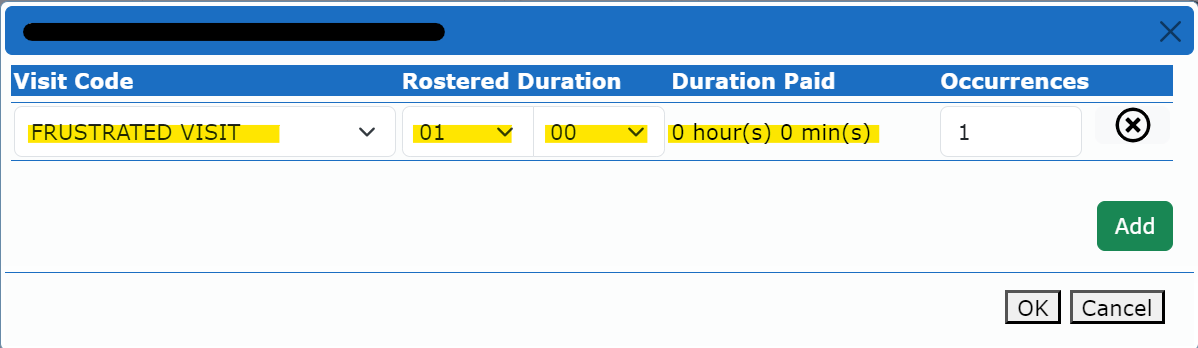 Visit Code Rostered Duration Duration Paid Occurrences
FRUSTRATED VISIT 01 00 0 hour(s) 0 min(s) 1
Add
OK Cancel